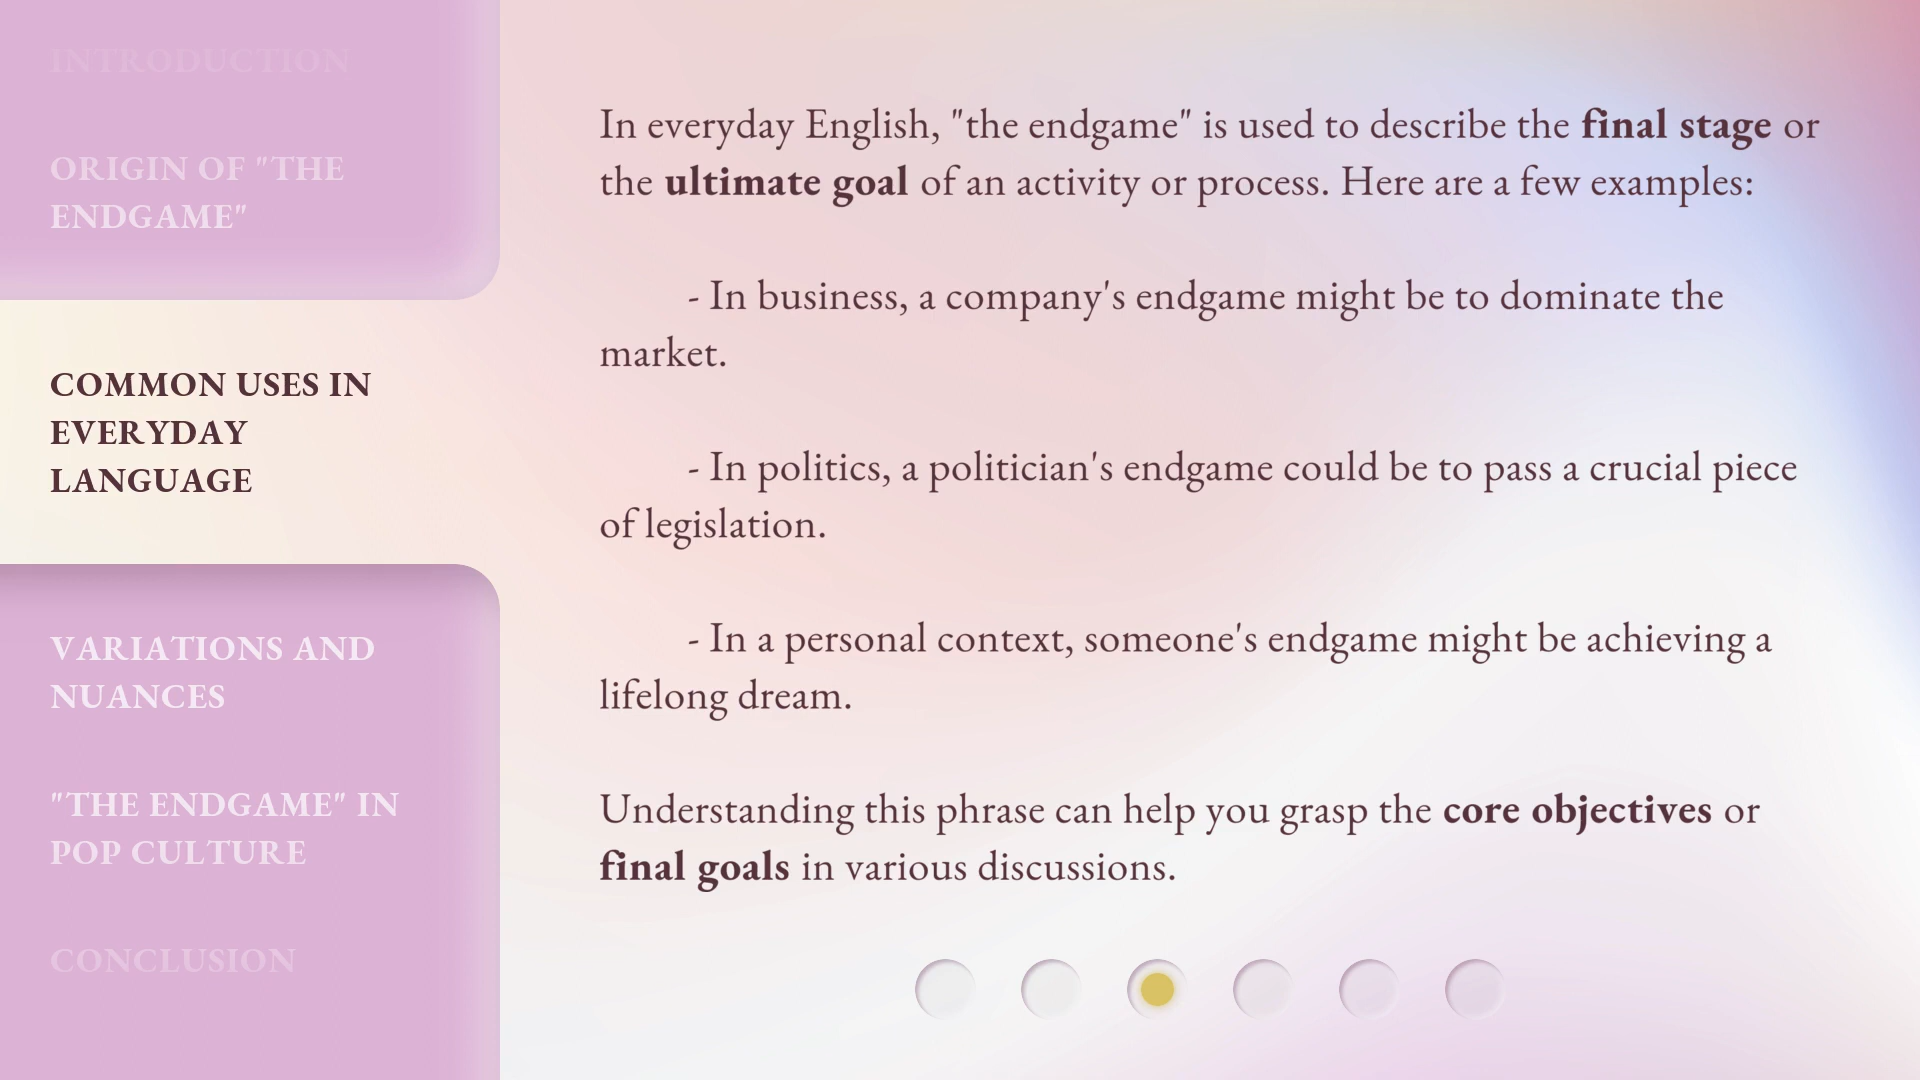 INTRODUCTION
ORIGIN OF "THE
ENDGAME"
COMMON USES IN
EVERYDAY
LANGUAGE
VARIATIONS AND
NUANCES
"THE ENDGAME" IN
POP CULTURE
CONCLUSION
In everyday English, "the endgame" is used to describe the final stage or
the ultimate goal of an activity or process. Here are a few examples:
- In business, a company's endgame might be to dominate the
market.
- In politics, a politician's endgame could be to pass a crucial piece
of legislation.
- In a personal context, someone's endgame might be achieving a
lifelong dream.
Understanding this phrase can help you grasp the core objectives or
final goals in various discussions.